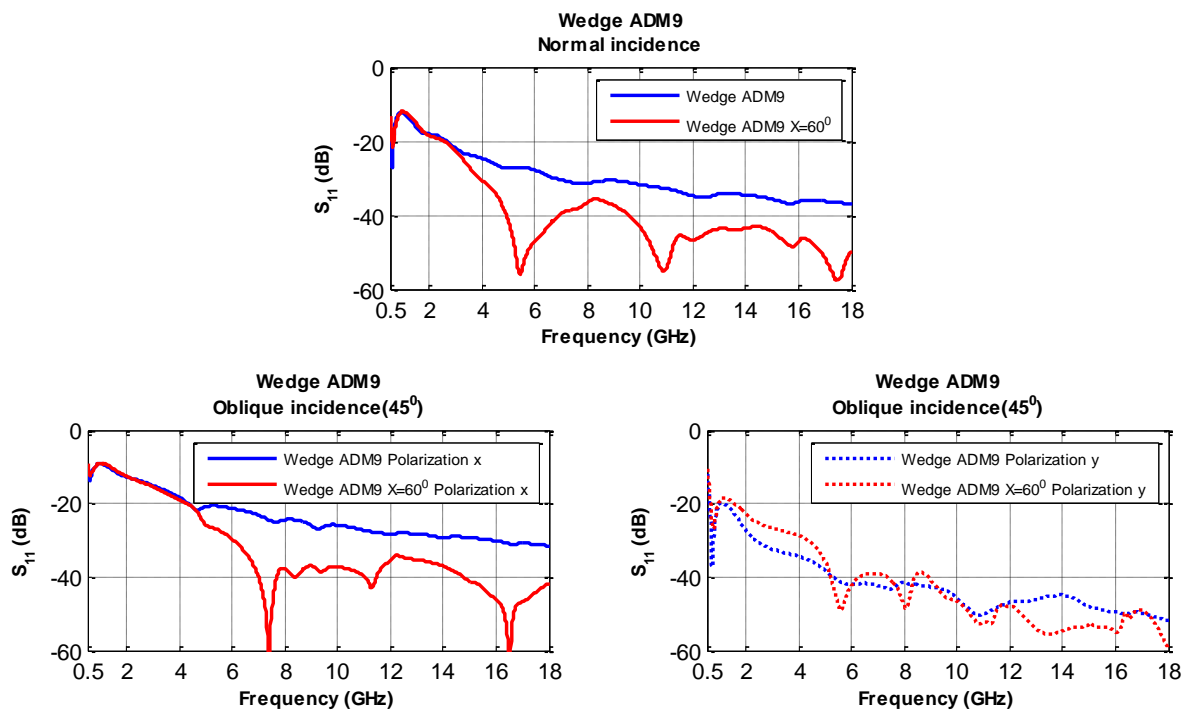 Wedge ADM9
Normal incidence
0
-20
-40
-60
S11 (dB)
Wedge ADM9
Wedge ADM9 X=60⁰
0.5 2 4 6 8 10 12 14 16 18
Frequency (GHz)
Wedge ADM9
Oblique incidence(45⁰)
0
-20
-40
-60
S11 (dB)
Wedge ADM9 Polarization x
Wedge ADM9 X=60⁰ Polarization x
0.5 2 4 6 8 10 12 14 16 18
Frequency (GHz)
Wedge ADM9
Oblique incidence(45⁰)
0
-20
-40
-60
S11 (dB)
Wedge ADM9 Polarization y
Wedge ADM9 X=60⁰ Polarization y
0.5 2 4 6 8 10 12 14 16 18
Frequency (GHz)